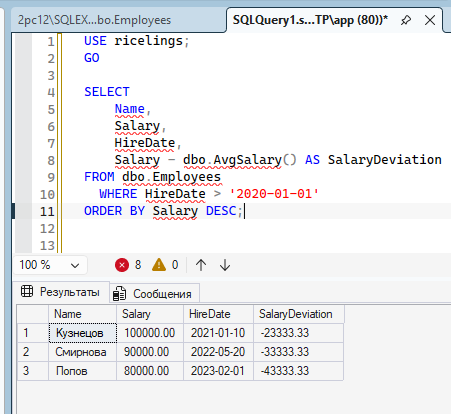 2pc12\SQLEX...bo.Employees
SQLQuery1.s...TP\app (80))*
1 USE ricelings;
2 GO
3
4 SELECT
5 Name,
6 Salary,
7 HireDate,
8 Salary - dbo.AvgSalary() AS SalaryDeviation
9 FROM dbo.Employees
10 WHERE HireDate > '2020-01-01'
11 ORDER BY Salary DESC;
12
13
100 % 8 0
Результаты Сообщения
Name Salary HireDate SalaryDeviation
1 Кузнецов 100000.00 2021-01-10 -23333.33
2 Смирнова 90000.00 2022-05-20 -33333.33
3 Попов 80000.00 2023-02-01 -43333.33